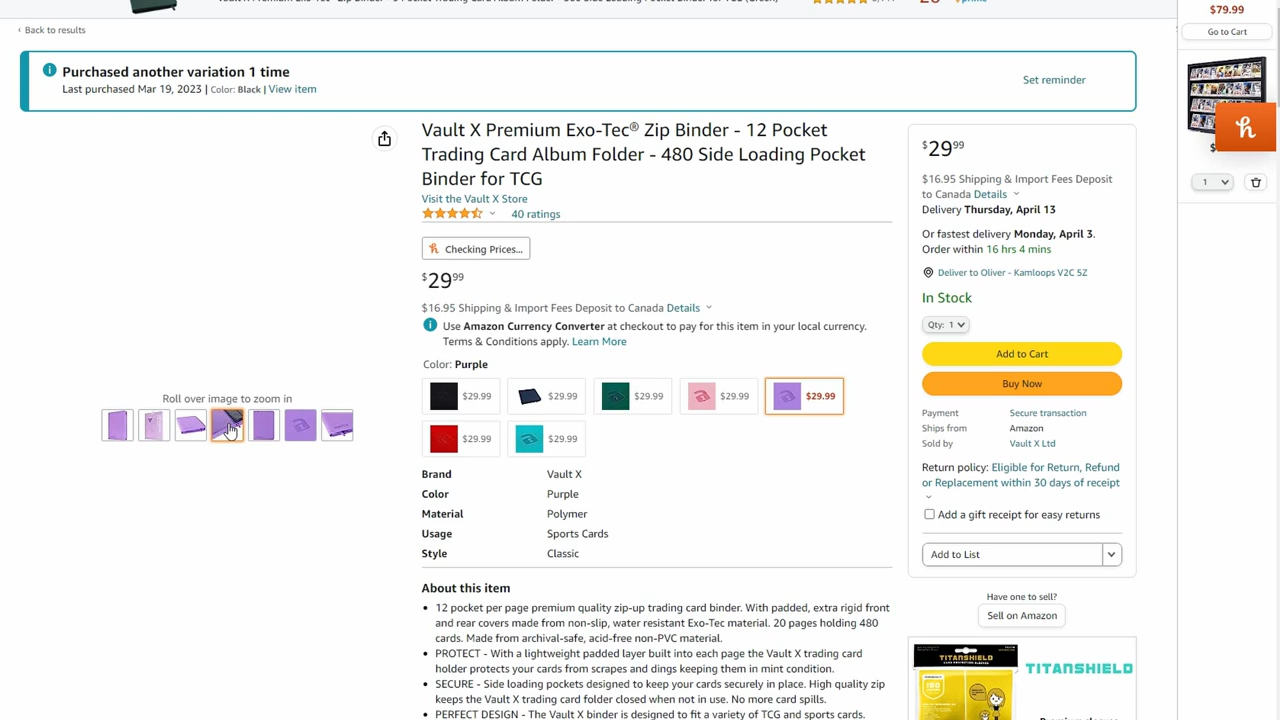 $79.99
Go to Cart
‹ Back to results
Purchased another variation 1 time
Last purchased Mar 19, 2023 | Color: Black | View item
Set reminder
Vault X Premium Exo-Tec® Zip Binder - 12 Pocket
Trading Card Album Folder - 480 Side Loading Pocket
Binder for TCG
Visit the Vault X Store
40 ratings
Checking Prices...
$29.99
$16.95 Shipping & Import Fees Deposit to Canada Details
Use Amazon Currency Converter at checkout to pay for this item in your local currency.
Terms & Conditions apply. Learn More
Color: Purple
$29.99
$29.99
$29.99
$29.99
$29.99
$29.99
$29.99
Roll over image to zoom in
Brand Vault X
Color Purple
Material Polymer
Usage Sports Cards
Style Classic
About this item
• 12 pocket per page premium quality zip-up trading card binder. With padded, extra rigid front
and rear covers made from non-slip, water resistant Exo-Tec material. 20 pages holding 480
cards. Made from archival-safe, acid-free non-PVC material.
• PROTECT - With a lightweight padded layer built into each page the Vault X trading card
holder protects your cards from scrapes and dings keeping them in mint condition.
• SECURE - Side loading pockets designed to keep your cards securely in place. High quality zip
keeps the Vault X trading card folder closed when not in use. No more card spills.
• PERFECT DESIGN - The Vault X binder is designed to fit a variety of TCG and sports cards.
$29.99
$16.95 Shipping & Import Fees Deposit
to Canada Details
Delivery Thursday, April 13
Or fastest delivery Monday, April 3.
Order within 16 hrs 4 mins
Deliver to Oliver - Kamloops V2C 5Z
In Stock
Qty: 1
Add to Cart
Buy Now
Payment Secure transaction
Ships from Amazon
Sold by Vault X Ltd
Return policy: Eligible for Return, Refund
or Replacement within 30 days of receipt
Add a gift receipt for easy returns
Add to List
Have one to sell?
Sell on Amazon
TITANSHIELD
TITANSHIELD
h
1